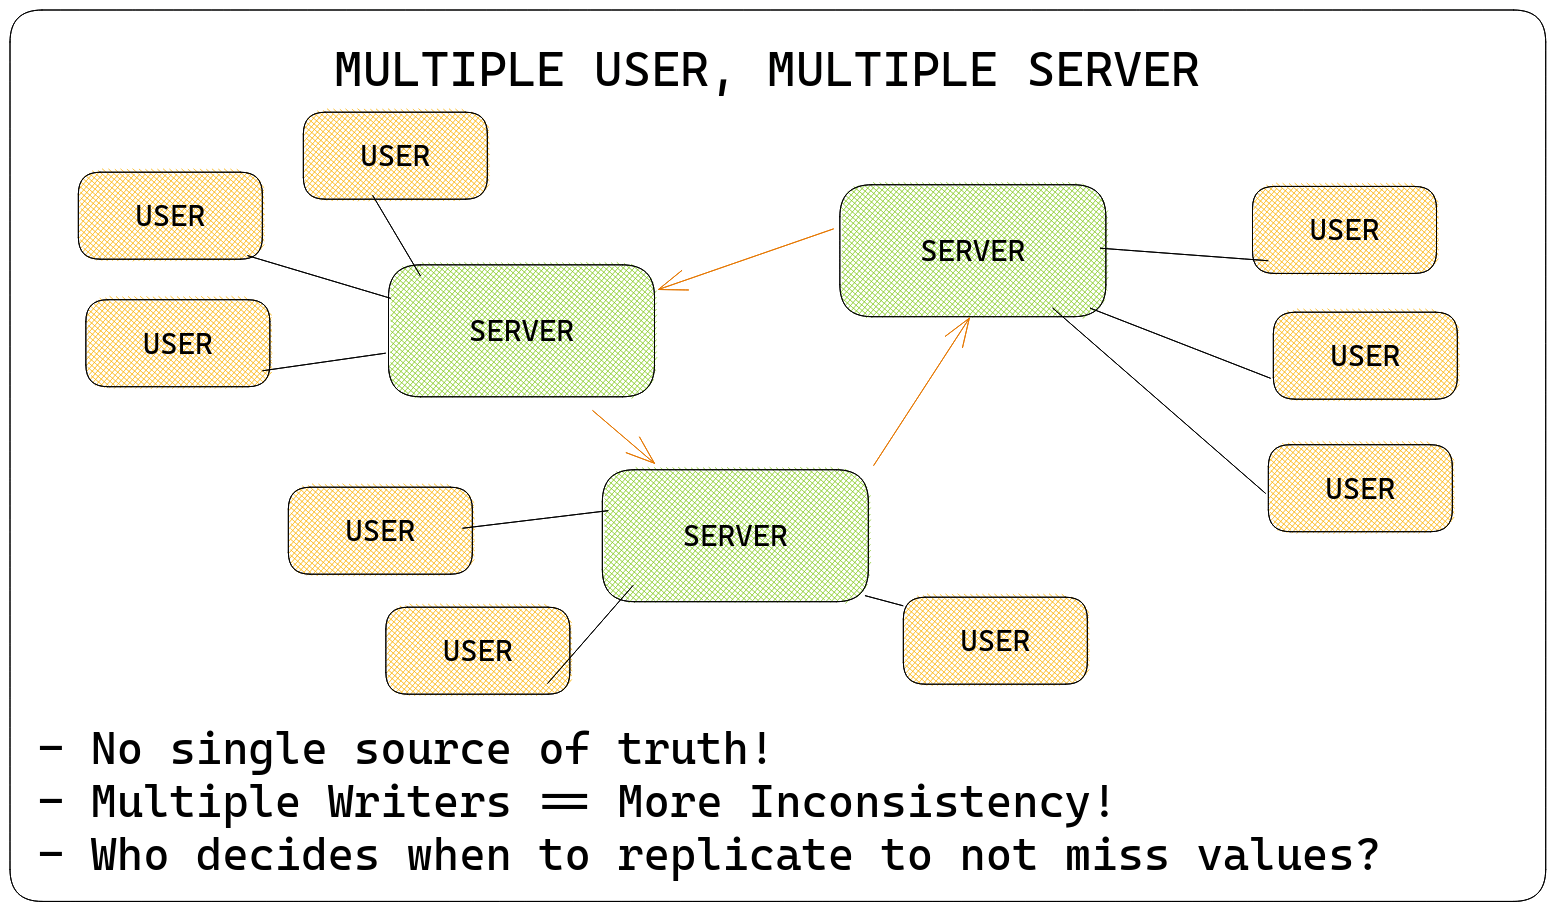 MULTIPLE USER, MULTIPLE SERVER
USER
USER
SERVER
USER
USER
SERVER
USER
USER
USER
USER
SERVER
USER
USER
- No single source of truth!
- Multiple Writers == More Inconsistency!
- Who decides when to replicate to not miss values?